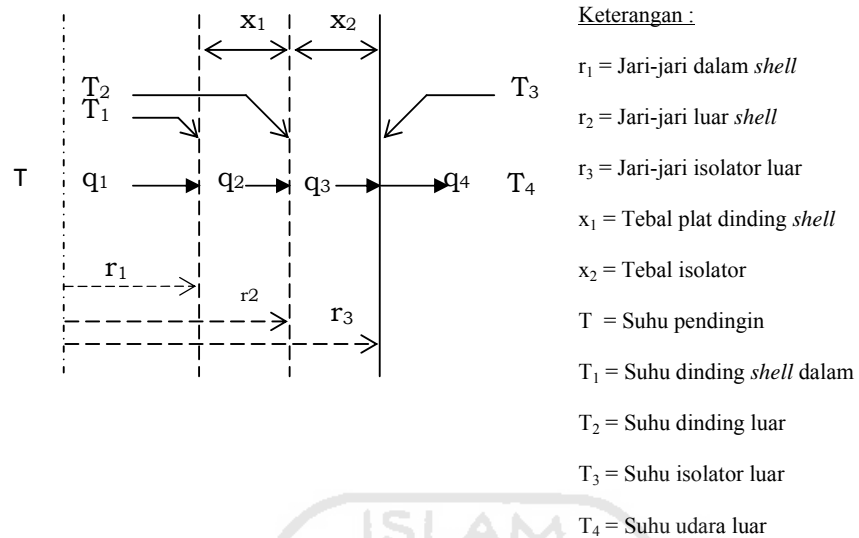 x₁ x₂
T₂
T₁
T₃
T q₁ q₂ q₃ q₄ T₄
r₁
r2
r₃
Keterangan :
r₁ = Jari-jari dalam shell
r₂ = Jari-jari luar shell
r₃ = Jari-jari isolator luar
x₁ = Tebal plat dinding shell
x₂ = Tebal isolator
T = Suhu pendingin
T₁ = Suhu dinding shell dalam
T₂ = Suhu dinding luar
T₃ = Suhu isolator luar
T₄ = Suhu udara luar
ISLAM